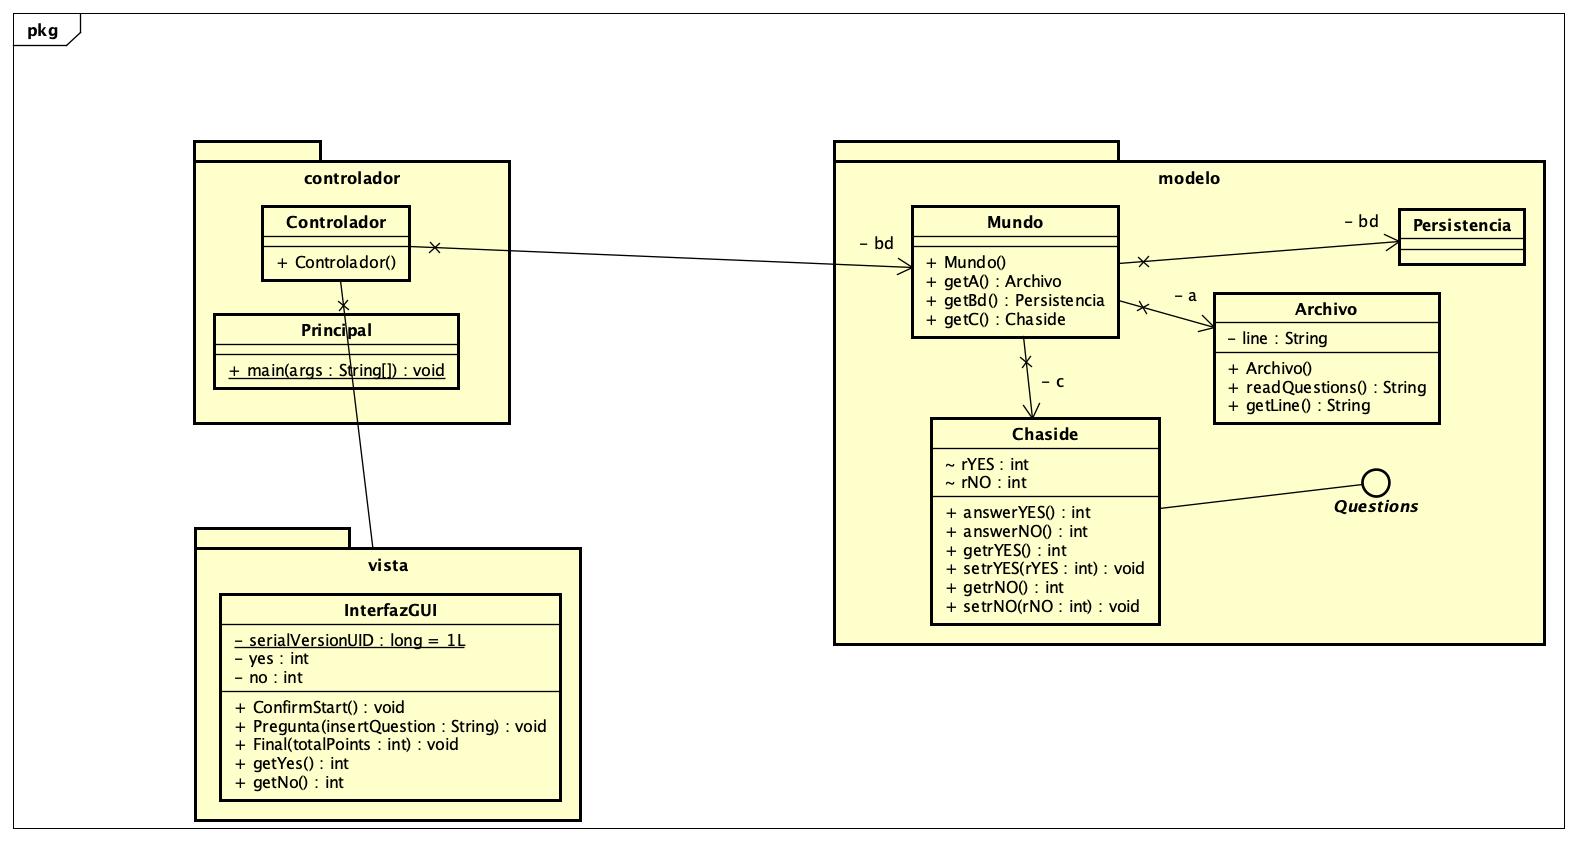 pkg
controlador
Controlador
+ Controlador()
Principal
+ main(args : String[]) : void
– bd
modelo
Mundo
+ Mundo()
+ getA() : Archivo
+ getBd() : Persistencia
+ getC() : Chaside
– bd
Persistencia
– a
Archivo
– line : String
+ Archivo()
+ readQuestions() : String
+ getLine() : String
– c
Chaside
~ rYES : int
~ rNO : int
+ answerYES() : int
+ answerNO() : int
+ getrYES() : int
+ setrYES(rYES : int) : void
+ getrNO() : int
+ setrNO(rNO : int) : void
Questions
vista
InterfazGUI
– serialVersionUID : long = 1L
– yes : int
– no : int
+ ConfirmStart() : void
+ Pregunta(insertQuestion : String) : void
+ Final(totalPoints : int) : void
+ getYes() : int
+ getNo() : int